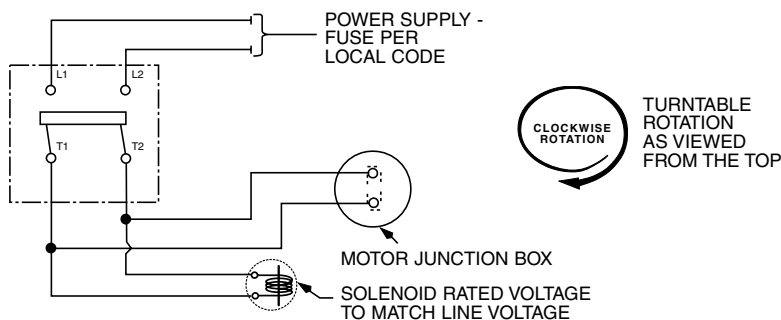 POWER SUPPLY -
FUSE PER
LOCAL CODE
L1
L2
T1
T2
CLOCKWISE
ROTATION
TURNTABLE
ROTATION
AS VIEWED
FROM THE TOP
MOTOR JUNCTION BOX
SOLENOID RATED VOLTAGE
TO MATCH LINE VOLTAGE